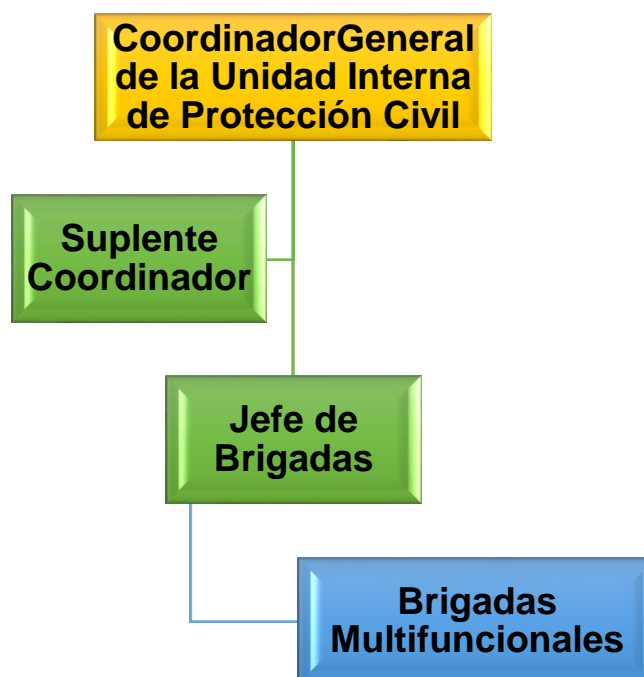 CoordinadorGeneral
de la Unidad Interna
de Protección Civil
Suplente
Coordinador
Jefe de
Brigadas
Brigadas
Multifuncionales